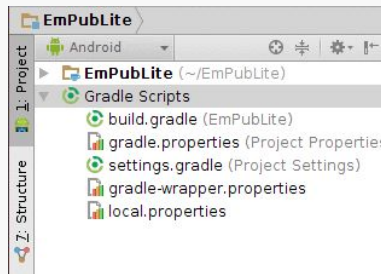 EmPubLite
1: Project
Android
EmPubLite (~/EmPubLite)
Gradle Scripts
build.gradle (EmPubLite)
gradle.properties (Project Properties
settings.gradle (Project Settings)
gradle-wrapper.properties
local.properties
7: Structure